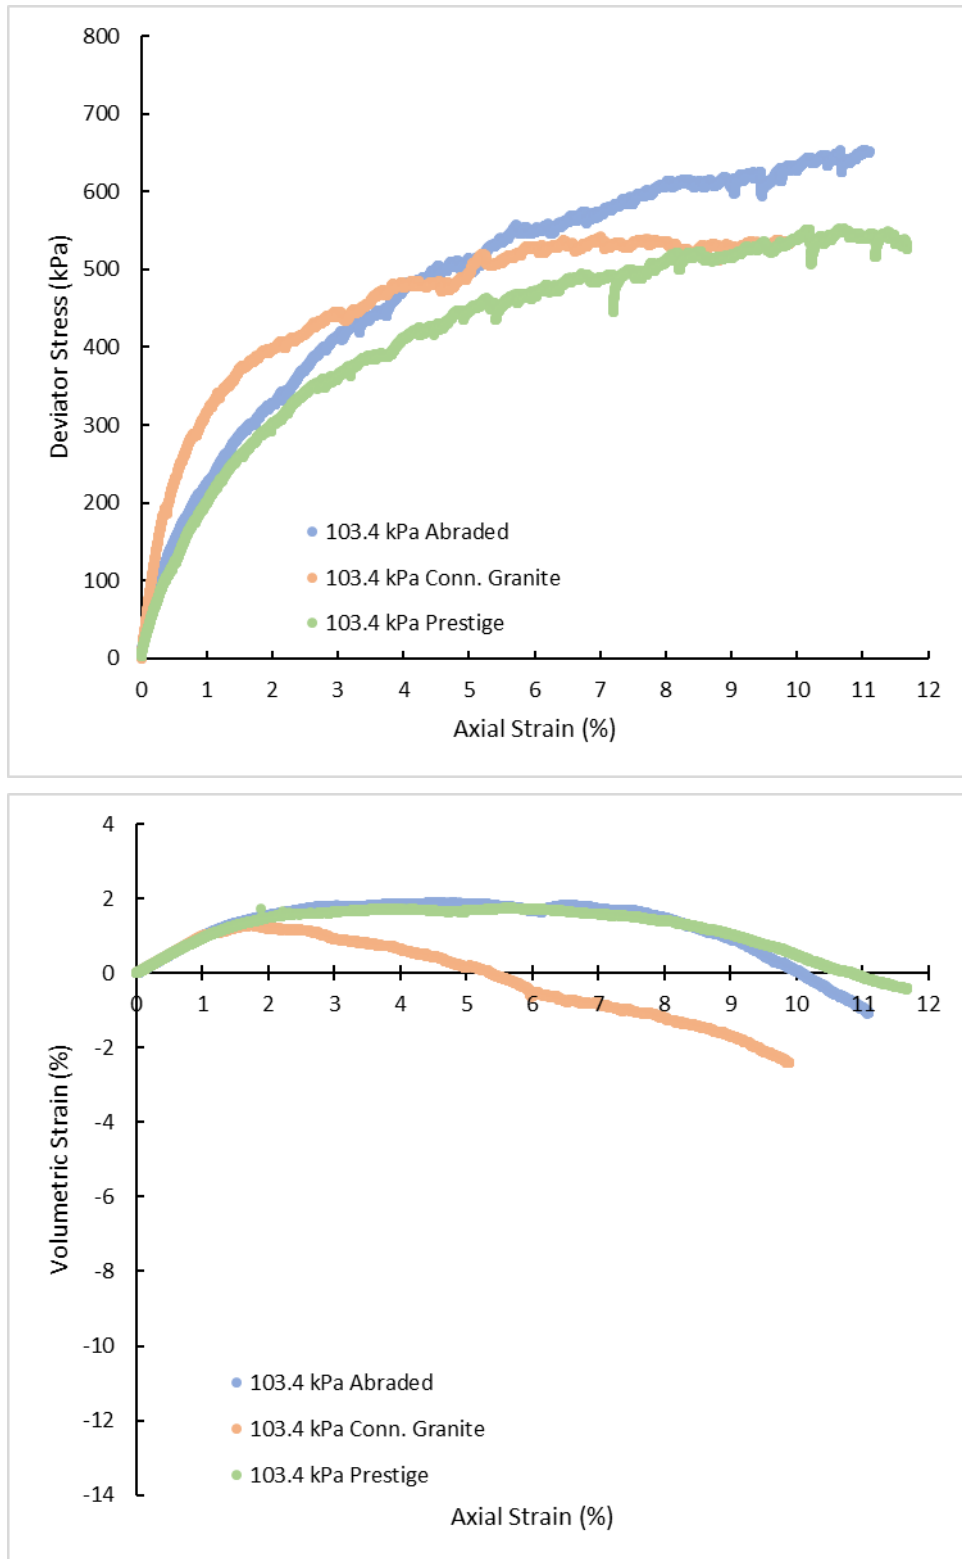 800
700
600
500
400
300
200
100
0
Deviator Stress (kPa)
103.4 kPa Abraded
103.4 kPa Conn. Granite
103.4 kPa Prestige
0 1 2 3 4 5 6 7 8 9 10 11 12
Axial Strain (%)
4
2
0
-2
-4
-6
-8
-10
-12
-14
Volumetric Strain (%)
0 1 2 3 4 5 6 7 8 9 10 11 12
103.4 kPa Abraded
103.4 kPa Conn. Granite
103.4 kPa Prestige
Axial Strain (%)